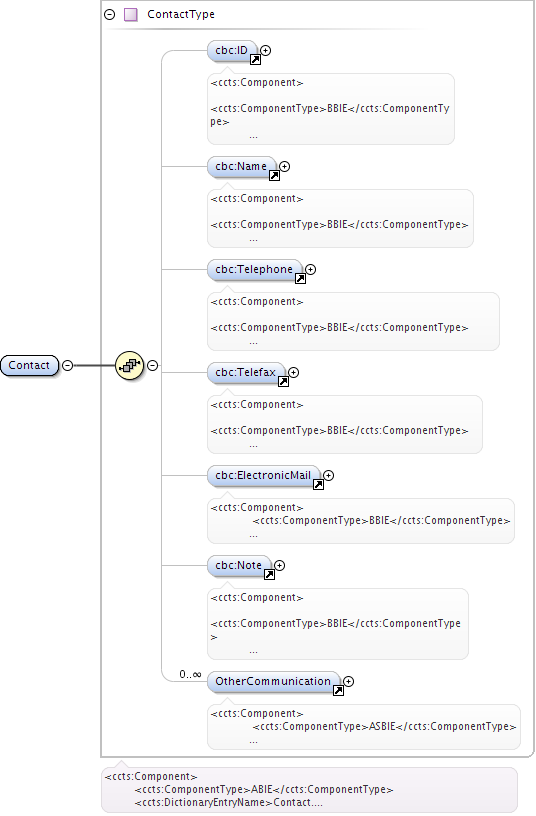 ContactType
cbc:ID
<ccts:Component>
<ccts:ComponentType>BBIE</ccts:ComponentTy
pe>
...
cbc:Name
<ccts:Component>
<ccts:ComponentType>BBIE</ccts:ComponentType>
...
cbc:Telephone
<ccts:Component>
<ccts:ComponentType>BBIE</ccts:ComponentType>
...
Contact
cbc:Telefax
<ccts:Component>
<ccts:ComponentType>BBIE</ccts:ComponentType>
...
cbc:ElectronicMail
<ccts:Component>
<ccts:ComponentType>BBIE</ccts:ComponentType>
...
cbc:Note
<ccts:Component>
<ccts:ComponentType>BBIE</ccts:ComponentType
>
...
0..∞
OtherCommunication
<ccts:Component>
<ccts:ComponentType>ASBIE</ccts:ComponentType>
...
<ccts:Component>
<ccts:ComponentType>ABIE</ccts:ComponentType>
<ccts:DictionaryEntryName>Contact....